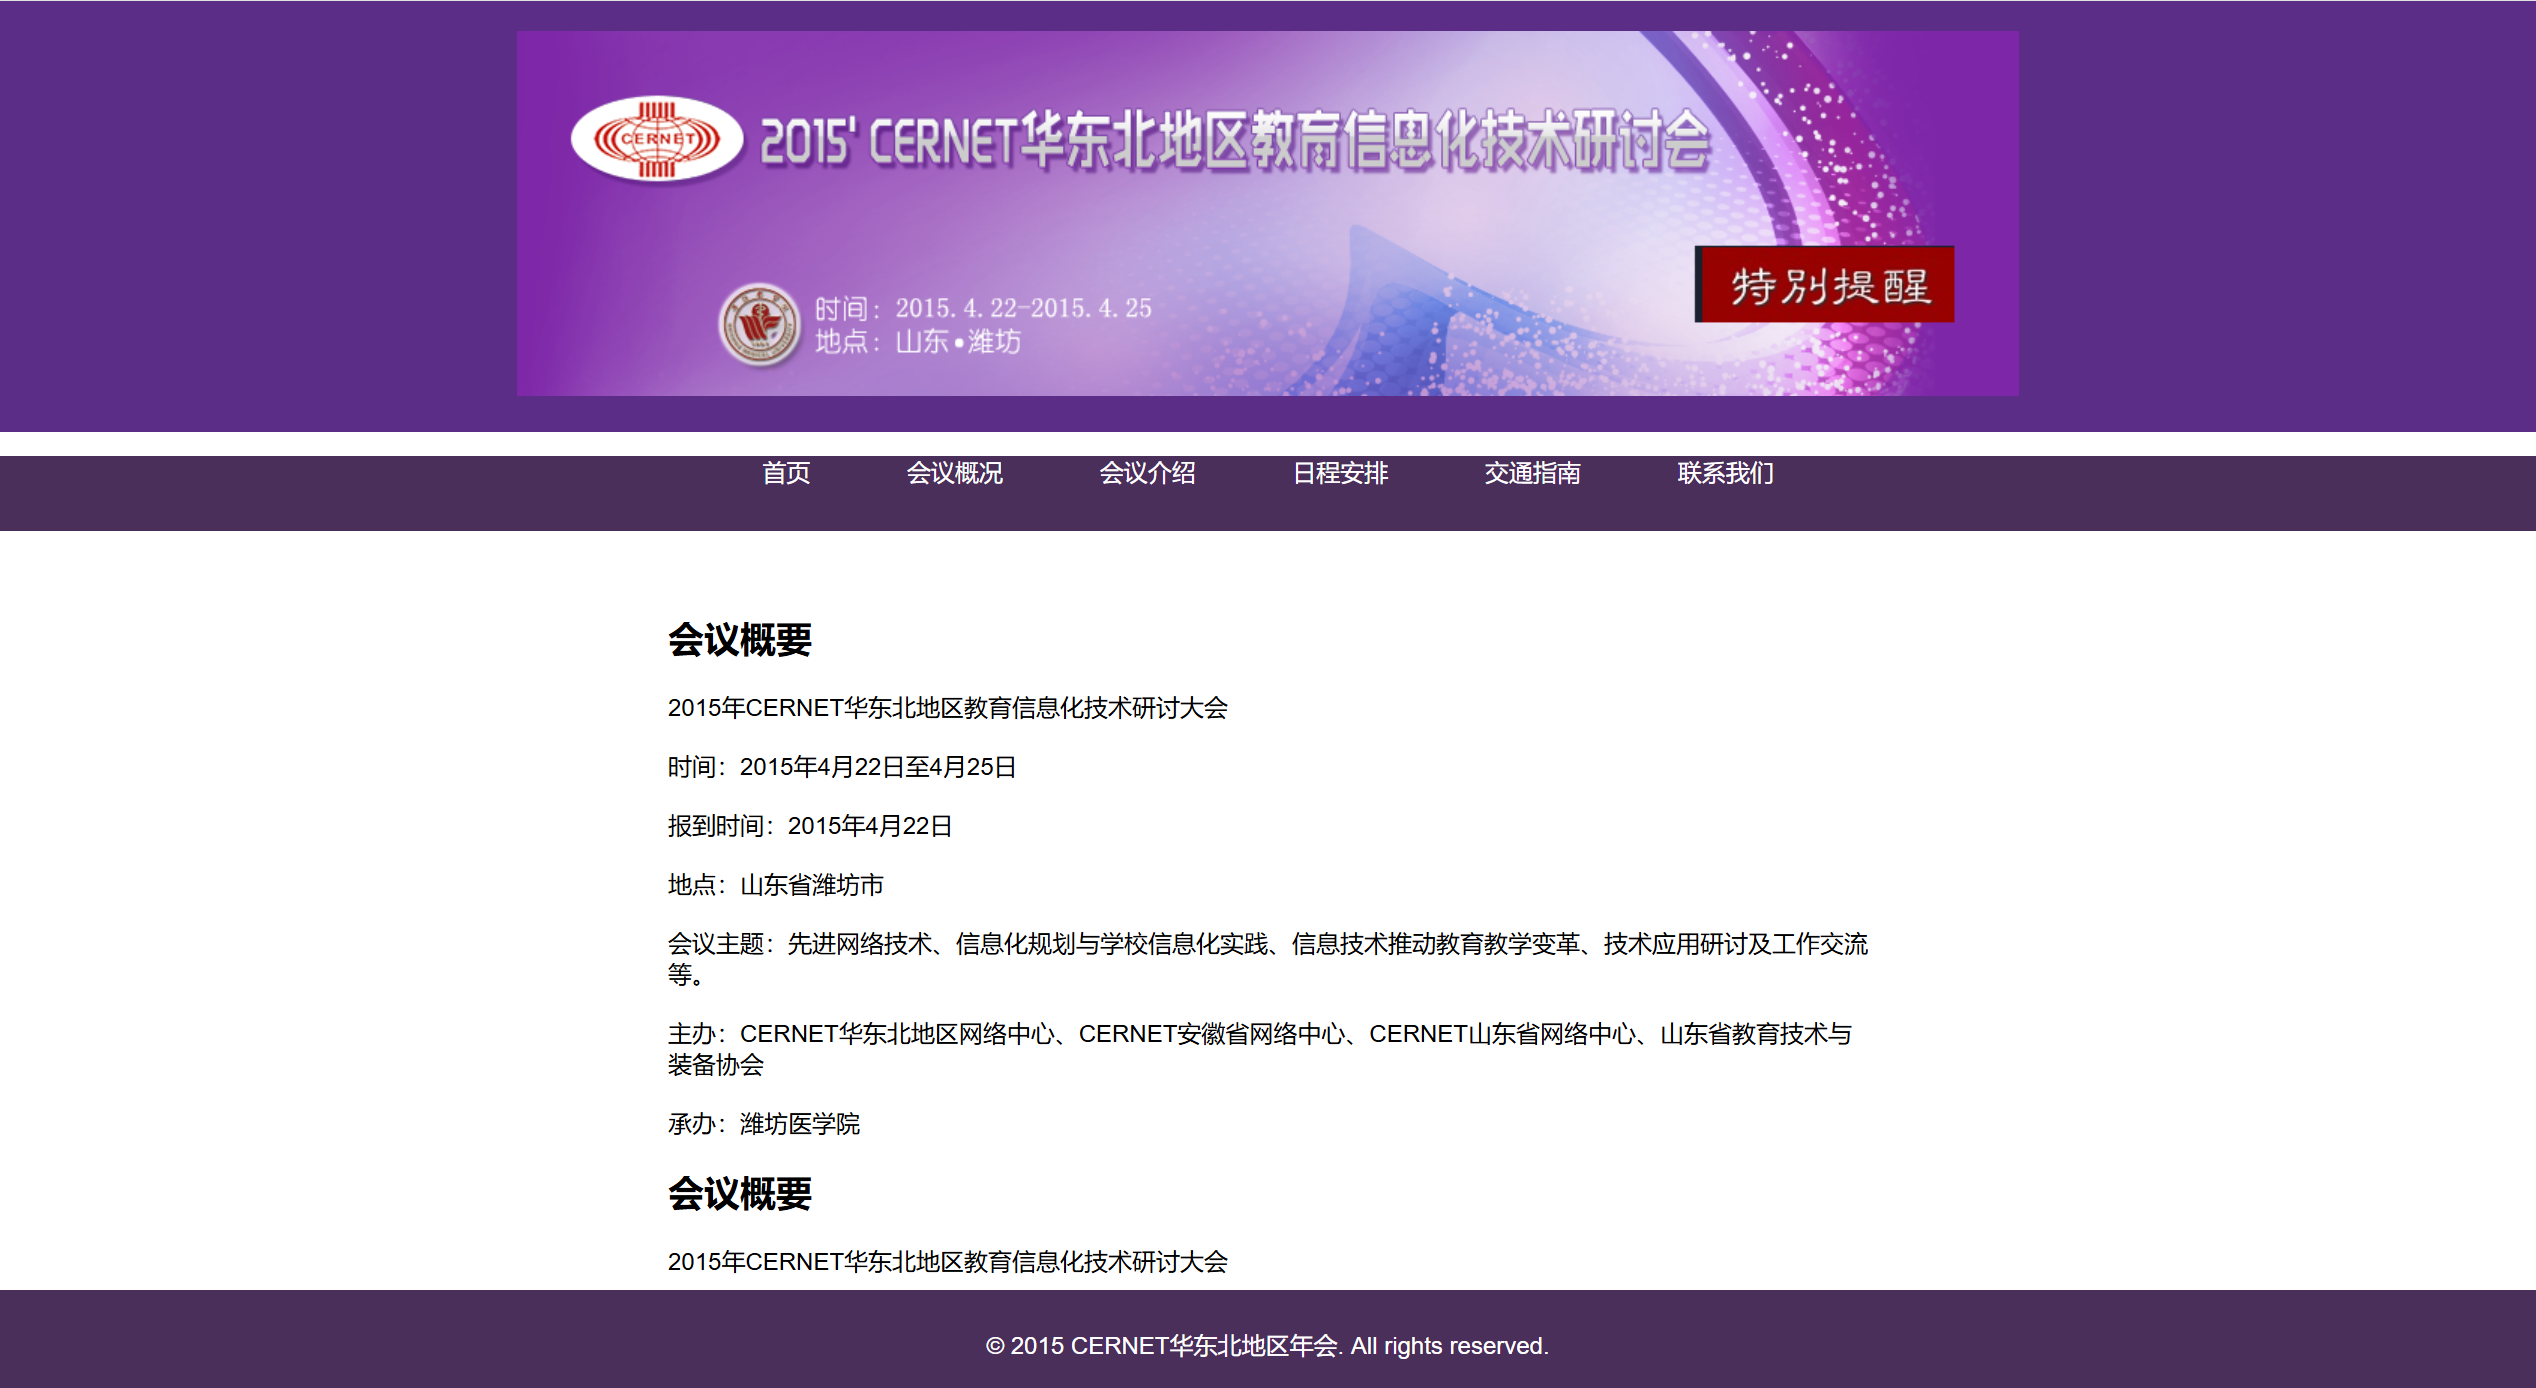 CERNET
2015' CERNET华东北地区教育信息化技术研讨会
时间：2015.4.22-2015.4.25
地点：山东•潍坊
特别提醒
首页 会议概况 会议介绍 日程安排 交通指南 联系我们
会议概要
2015年CERNET华东北地区教育信息化技术研讨大会
时间：2015年4月22日至4月25日
报到时间：2015年4月22日
地点：山东省潍坊市
会议主题：先进网络技术、信息化规划与学校信息化实践、信息技术推动教育教学变革、技术应用研讨及工作交流
等。
主办：CERNET华东北地区网络中心、CERNET安徽省网络中心、CERNET山东省网络中心、山东省教育技术与
装备协会
承办：潍坊医学院
会议概要
2015年CERNET华东北地区教育信息化技术研讨大会
© 2015 CERNET华东北地区年会. All rights reserved.